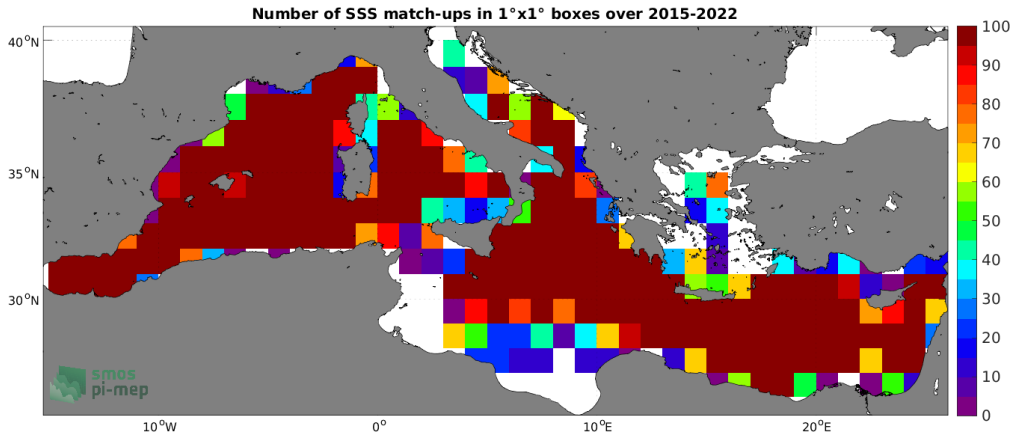 Number of SSS match-ups in 1°x1° boxes over 2015-2022
40°N
35°N
30°N
10°W
0°
10°E
20°E
100
90
80
70
60
50
40
30
20
10
0
smos
pi-mep